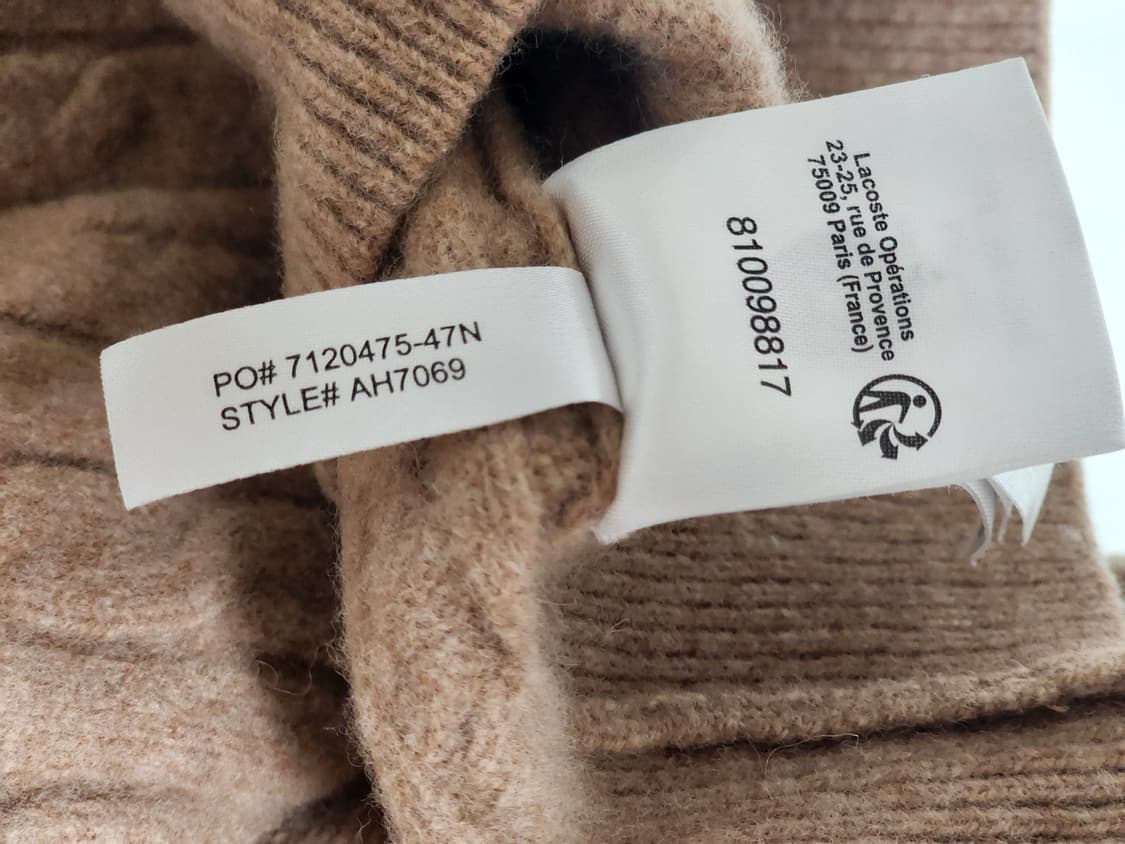 PO# 7120475-47N
STYLE# AH7069
Lacoste Opérations
23-25, rue de Provence
75009 Paris (France)
810098817